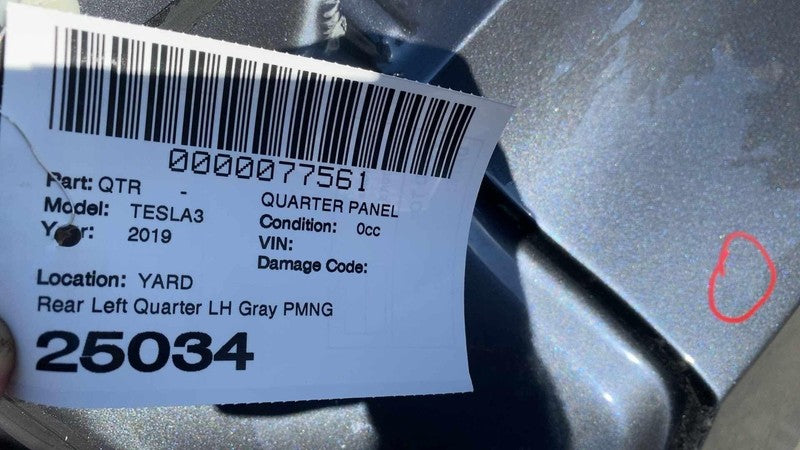 0000077561
Part: QTR -
QUARTER PANEL
Model: TESLA3
Condition: 0cc
Year: 2019
VIN:
Damage Code:
Location: YARD
Rear Left Quarter LH Gray PMNG
25034